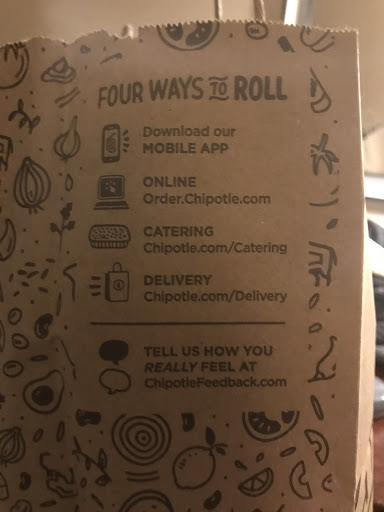 FOUR WAYS TO ROLL
Download our
MOBILE APP
ONLINE
Order.Chipotle.com
CATERING
Chipotle.com/Catering
DELIVERY
Chipotle.com/Delivery
TELL US HOW YOU
REALLY FEEL AT
ChipotleFeedback.com